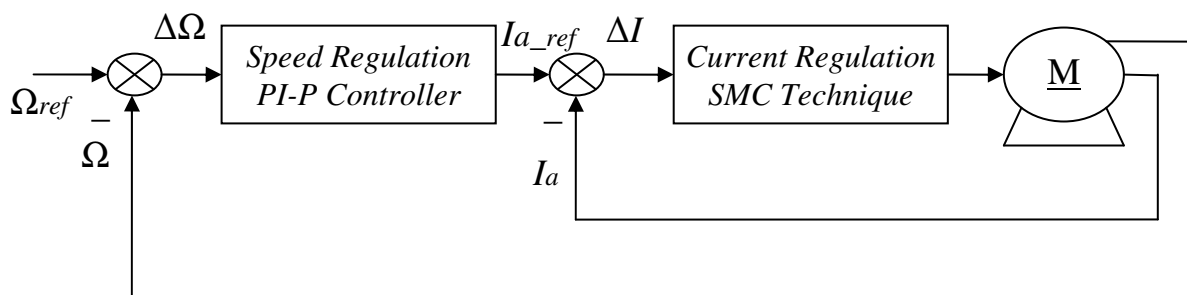 ΔΩ
Speed Regulation
PI-P Controller
Ia_ref
ΔI
Current Regulation
SMC Technique
M
Ωref
−
Ω
−
Ia